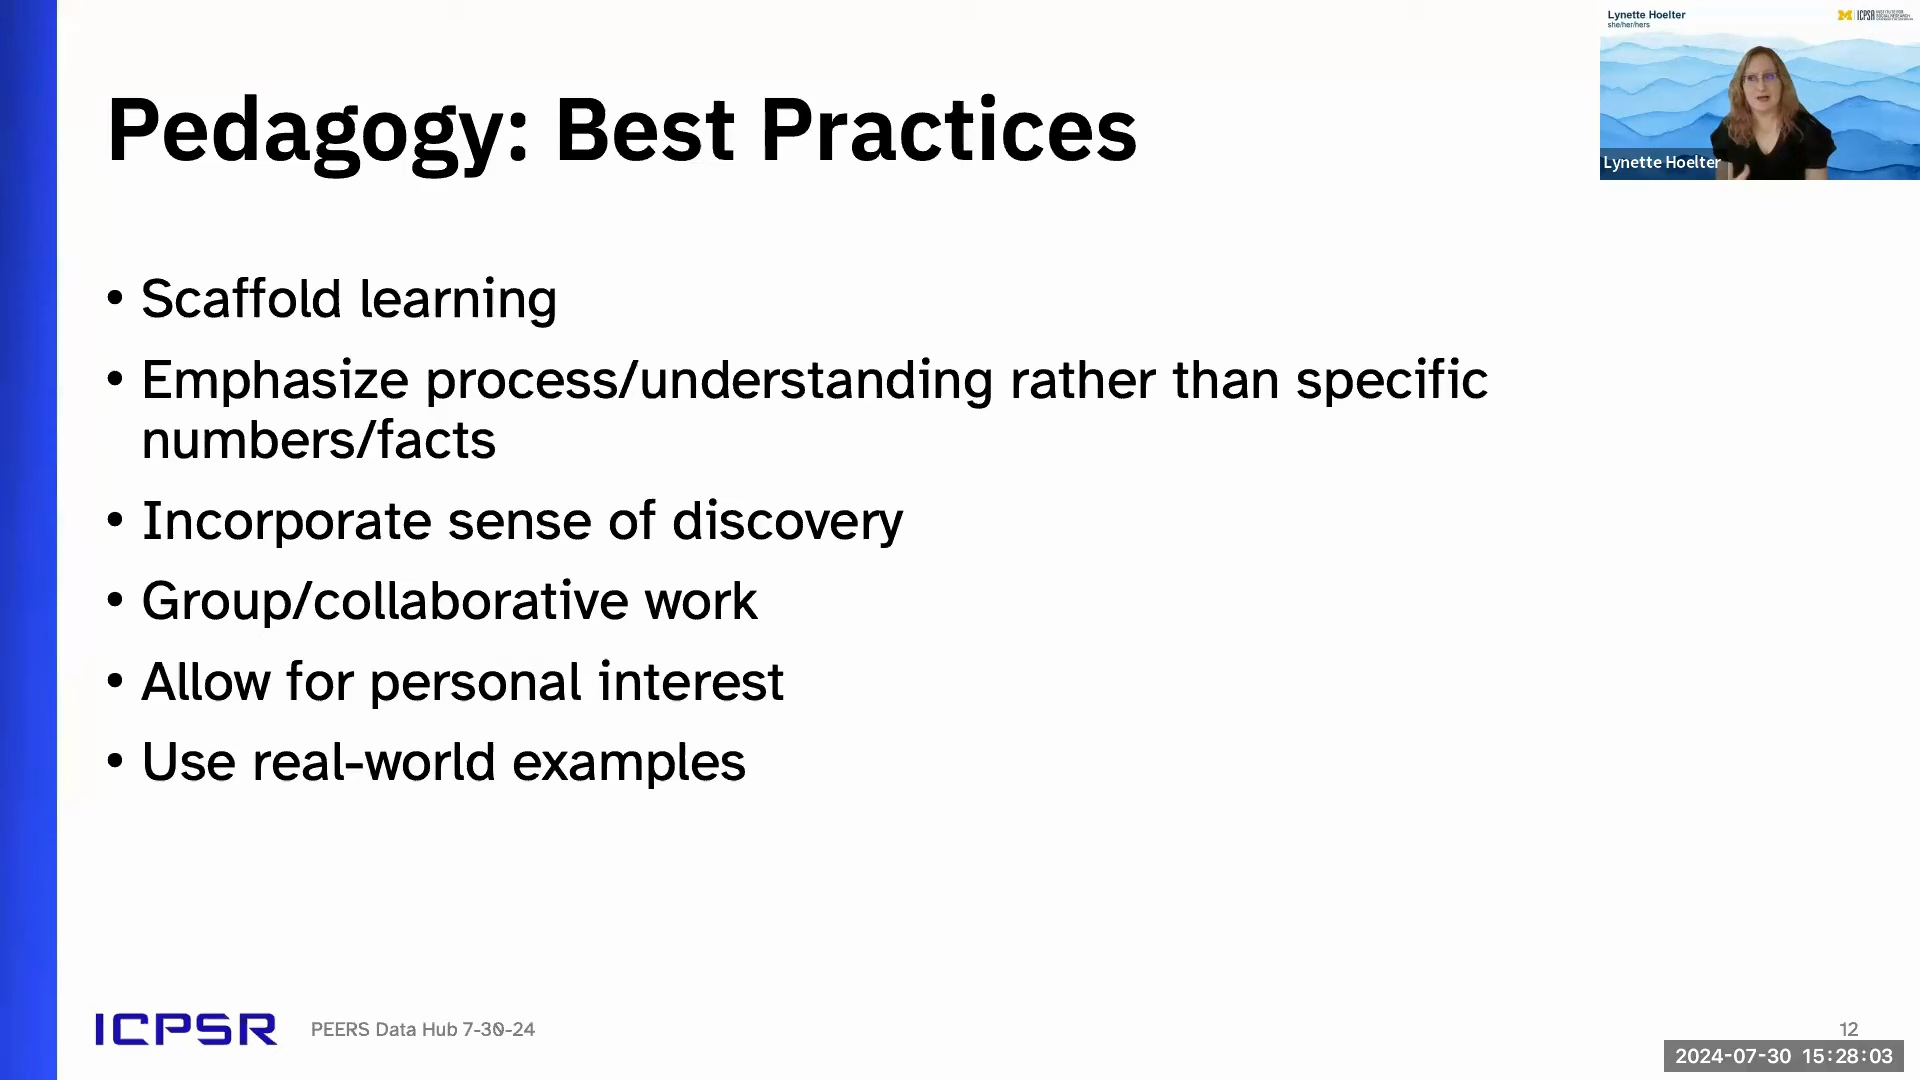 Lynette Hoelter
she/her/hers
ICPSR
Lynette Hoelter
Pedagogy: Best Practices
• Scaffold learning
• Emphasize process/understanding rather than specific
numbers/facts
• Incorporate sense of discovery
• Group/collaborative work
• Allow for personal interest
• Use real-world examples
ICPSR
PEERS Data Hub 7-30-24
12
2024-07-30 15:28:03